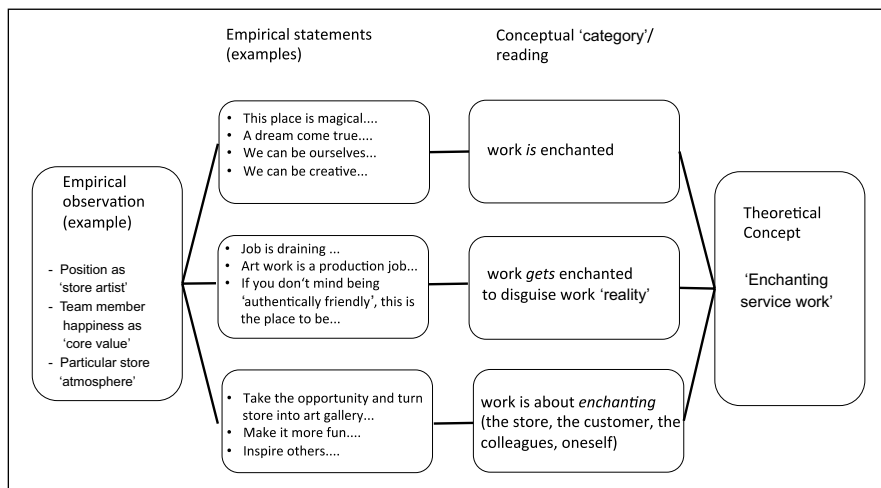 Empirical statements
(examples)
Conceptual ‘category’/
reading
Empirical
observation
(example)
- Position as
‘store artist’
- Team member
happiness as
‘core value’
- Particular store
‘atmosphere’
• This place is magical....
• A dream come true....
• We can be ourselves...
• We can be creative...
work is enchanted
• Job is draining ...
• Art work is a production job...
• If you don’t mind being
‘authentically friendly’, this is
the place to be...
work gets enchanted
to disguise work ‘reality’
• Take the opportunity and turn
store into art gallery...
• Make it more fun....
• Inspire others....
work is about enchanting
(the store, the customer, the
colleagues, oneself)
Theoretical
Concept
‘Enchanting
service work’